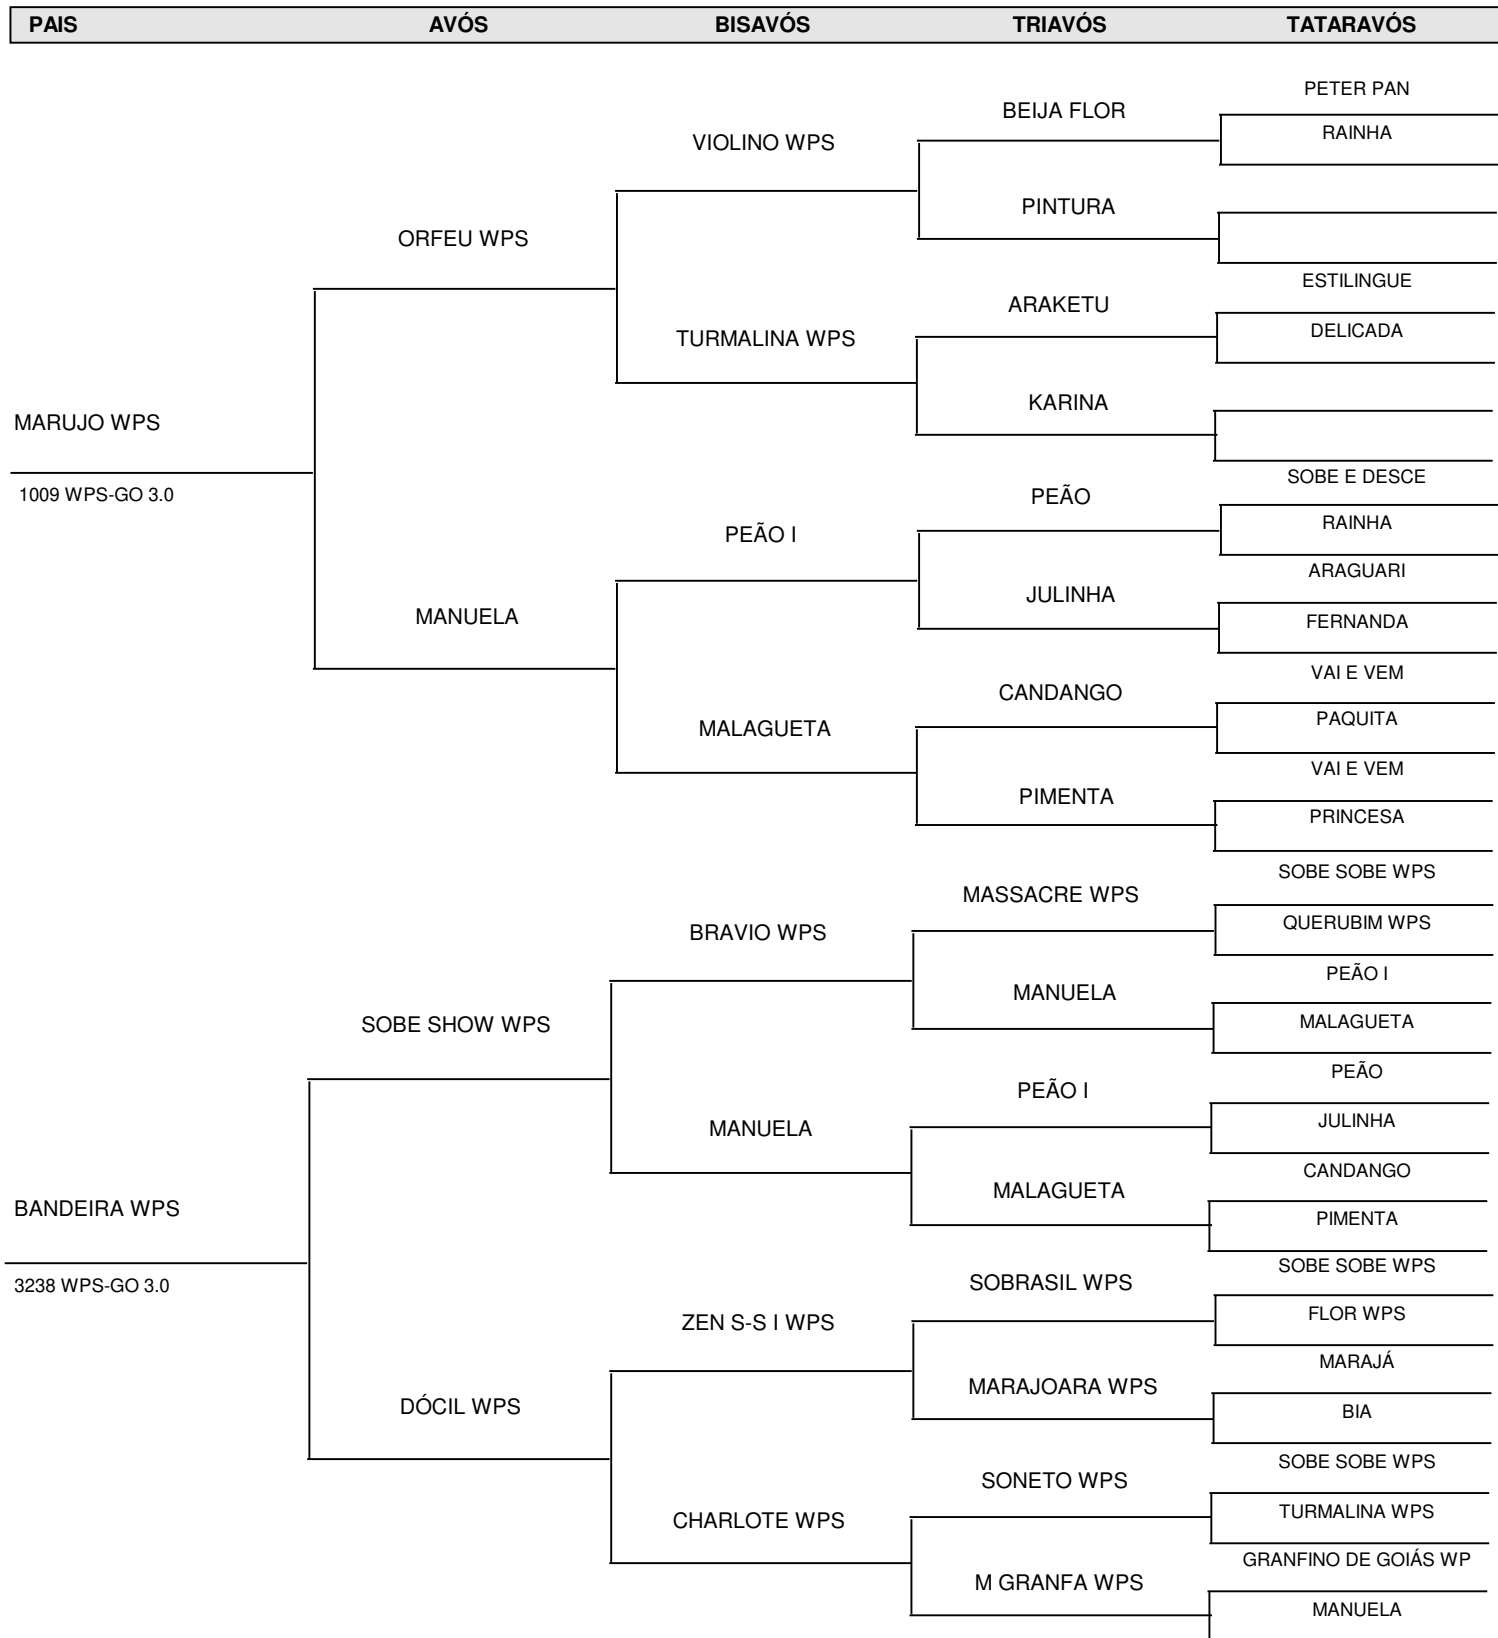 PAIS AVÓS BISAVÓS TRIAVÓS TATARAVÓS
PETER PAN
BEIJA FLOR
RAINHA
VIOLINO WPS
PINTURA
ORFEU WPS
ESTILINGUE
ARAKETU
DELICADA
TURMALINA WPS
KARINA
MARUJO WPS
SOBE E DESCE
1009 WPS-GO 3.0
PEÃO
RAINHA
PEÃO I
ARAGUARI
JULINHA
MANUELA
FERNANDA
VAI E VEM
CANDANGO
PAQUITA
MALAGUETA
VAI E VEM
PIMENTA
PRINCESA
SOBE SOBE WPS
MASSACRE WPS
QUERUBIM WPS
BRAVIO WPS
PEÃO I
MANUELA
MALAGUETA
SOBE SHOW WPS
PEÃO
PEÃO I
JULINHA
MANUELA
CANDANGO
MALAGUETA
BANDEIRA WPS
PIMENTA
SOBE SOBE WPS
3238 WPS-GO 3.0
SOBRASIL WPS
FLOR WPS
ZEN S-S I WPS
MARAJÁ
MARAJOARA WPS
DÓCIL WPS
BIA
SOBE SOBE WPS
SONETO WPS
TURMALINA WPS
CHARLOTE WPS
GRANFINO DE GOIÁS WP
M GRANFA WPS
MANUELA